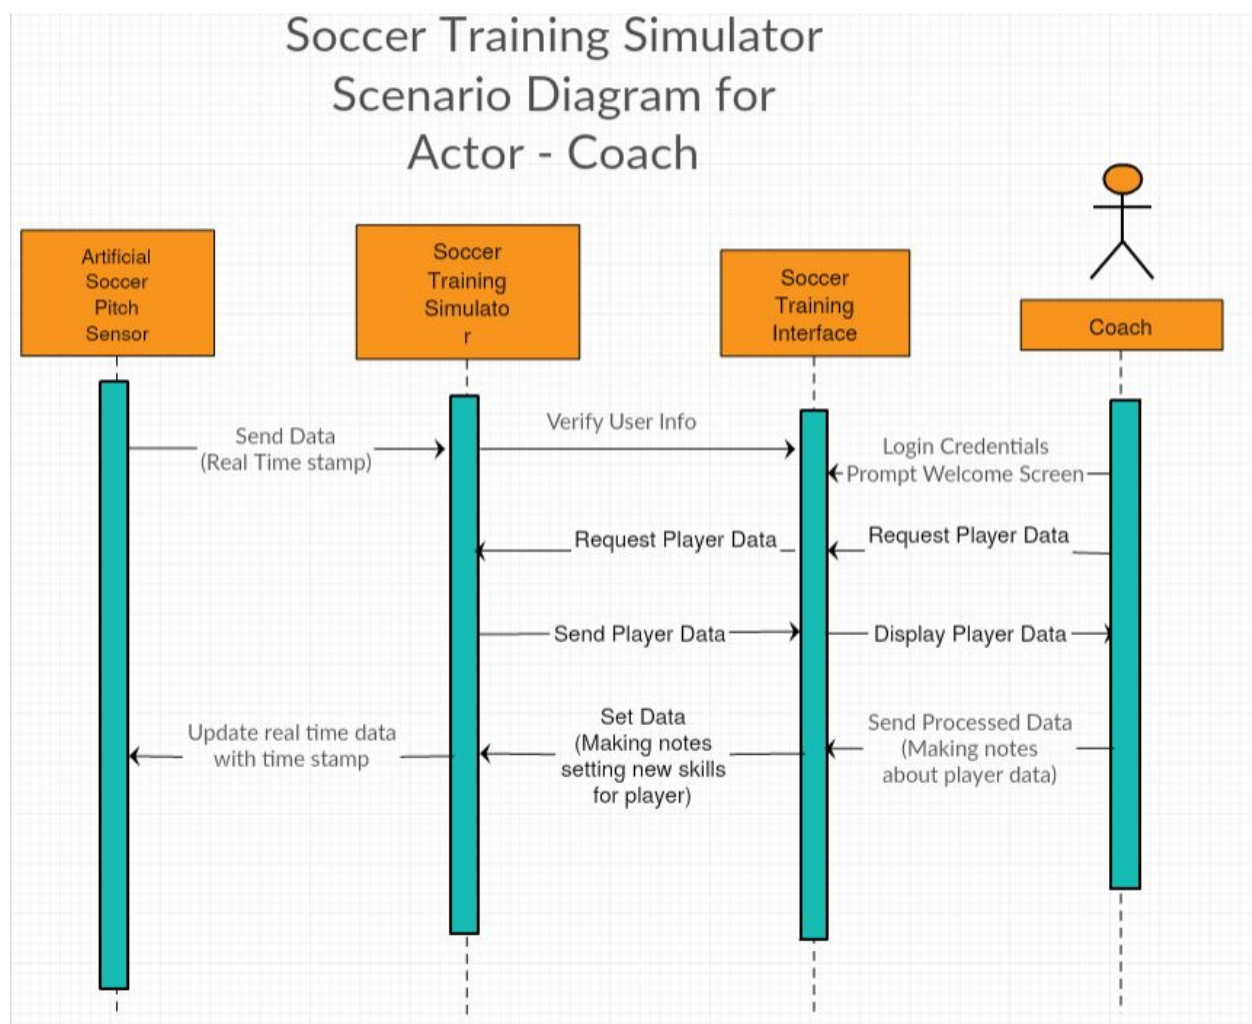 Soccer Training Simulator
Scenario Diagram for
Actor - Coach
Artificial
Soccer
Pitch
Sensor
Soccer
Training
Simulato
r
Soccer
Training
Interface
Coach
Send Data
(Real Time stamp)
Verify User Info
Login Credentials
Prompt Welcome Screen
Request Player Data
Request Player Data
Send Player Data
Display Player Data
Update real time data
with time stamp
Set Data
(Making notes
setting new skills
for player)
Send Processed Data
(Making notes
about player data)